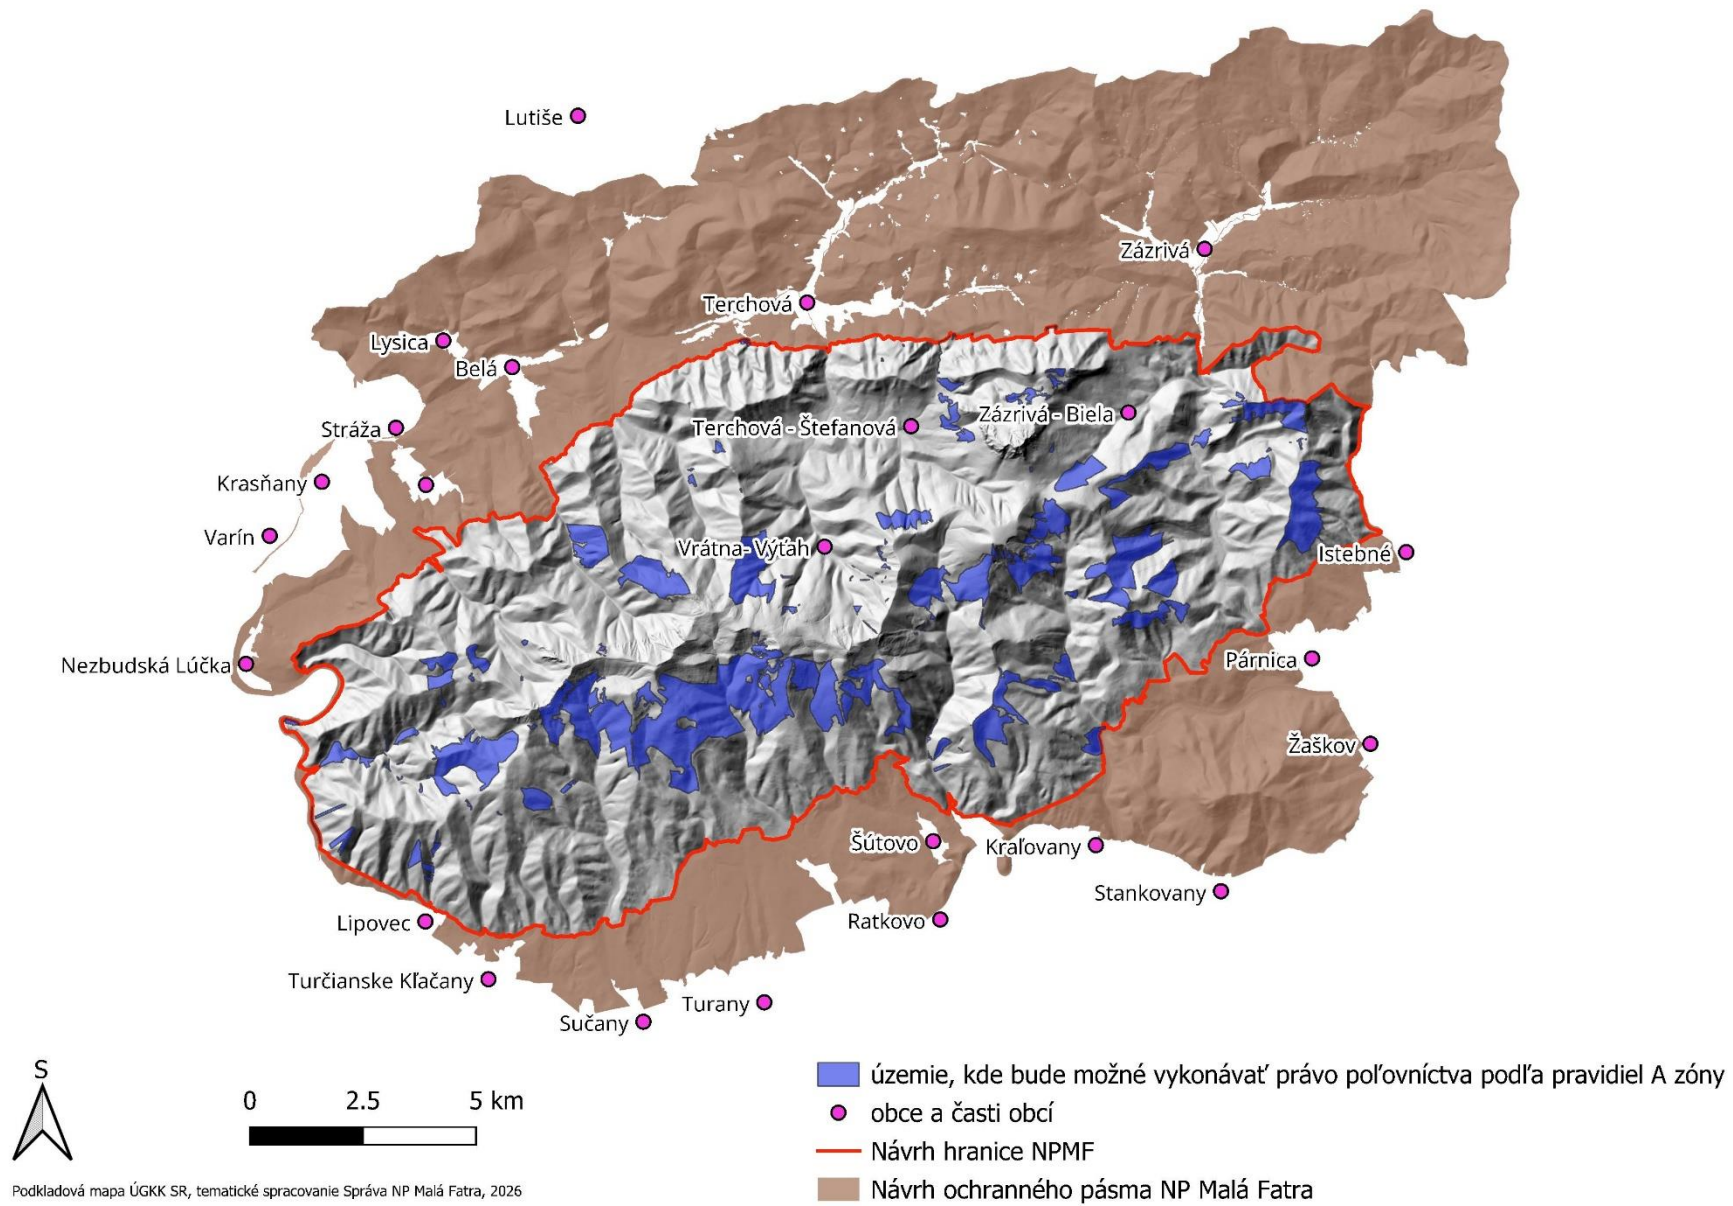 Lutiše
Zázrivá
Terchová
Lysica
Belá
Zázrivá - Biela
Terchová - Štefanová
Stráža
Krasňany
Varín
Vrátna- Výťah
Istebné
Nezbudská Lúčka
Párnica
Žaškov
Šútovo
Kraľovany
Stankovany
Lipovec
Ratkovo
Turčianske Kľačany
Turany
Sučany
S
0 2.5 5 km
Podkladová mapa ÚGKK SR, tematické spracovanie Správa NP Malá Fatra, 2026
územie, kde bude možné vykonávať právo poľovníctva podľa pravidiel A zóny
obce a časti obcí
Návrh hranice NPMF
Návrh ochranného pásma NP Malá Fatra